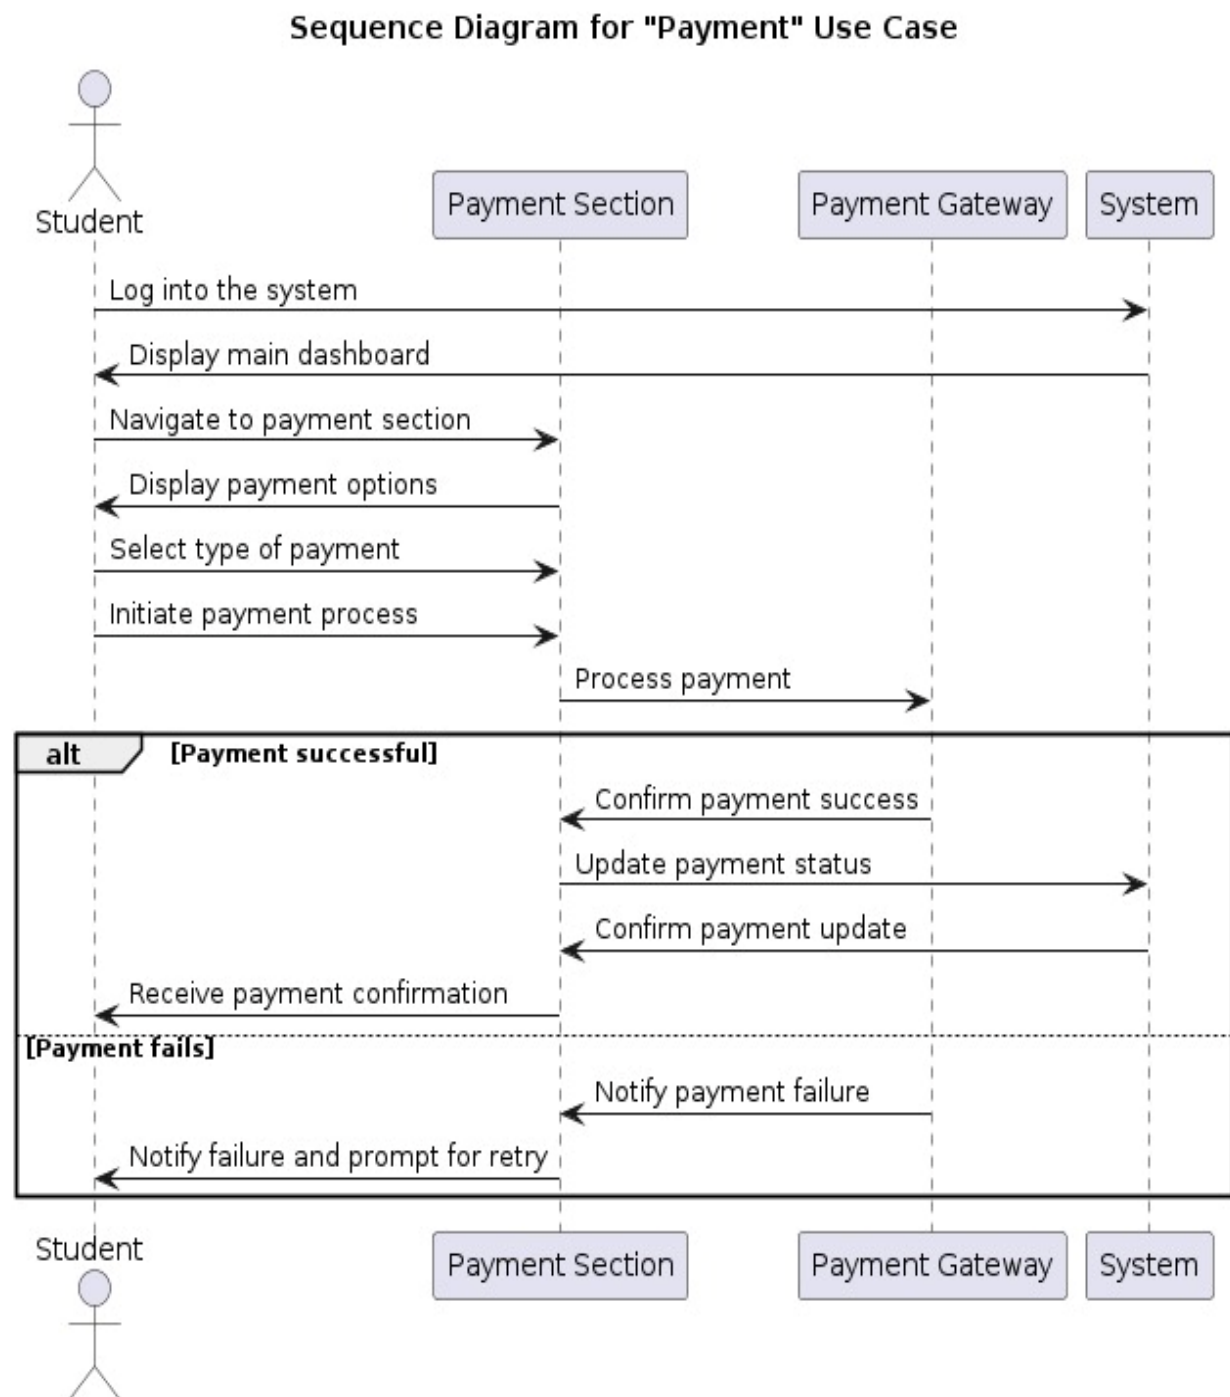 Sequence Diagram for "Payment" Use Case
Student
Payment Section
Payment Gateway
System
Log into the system
Display main dashboard
Navigate to payment section
Display payment options
Select type of payment
Initiate payment process
Process payment
alt
[Payment successful]
Confirm payment success
Update payment status
Confirm payment update
Receive payment confirmation
[Payment fails]
Notify payment failure
Notify failure and prompt for retry
Student
Payment Section
Payment Gateway
System